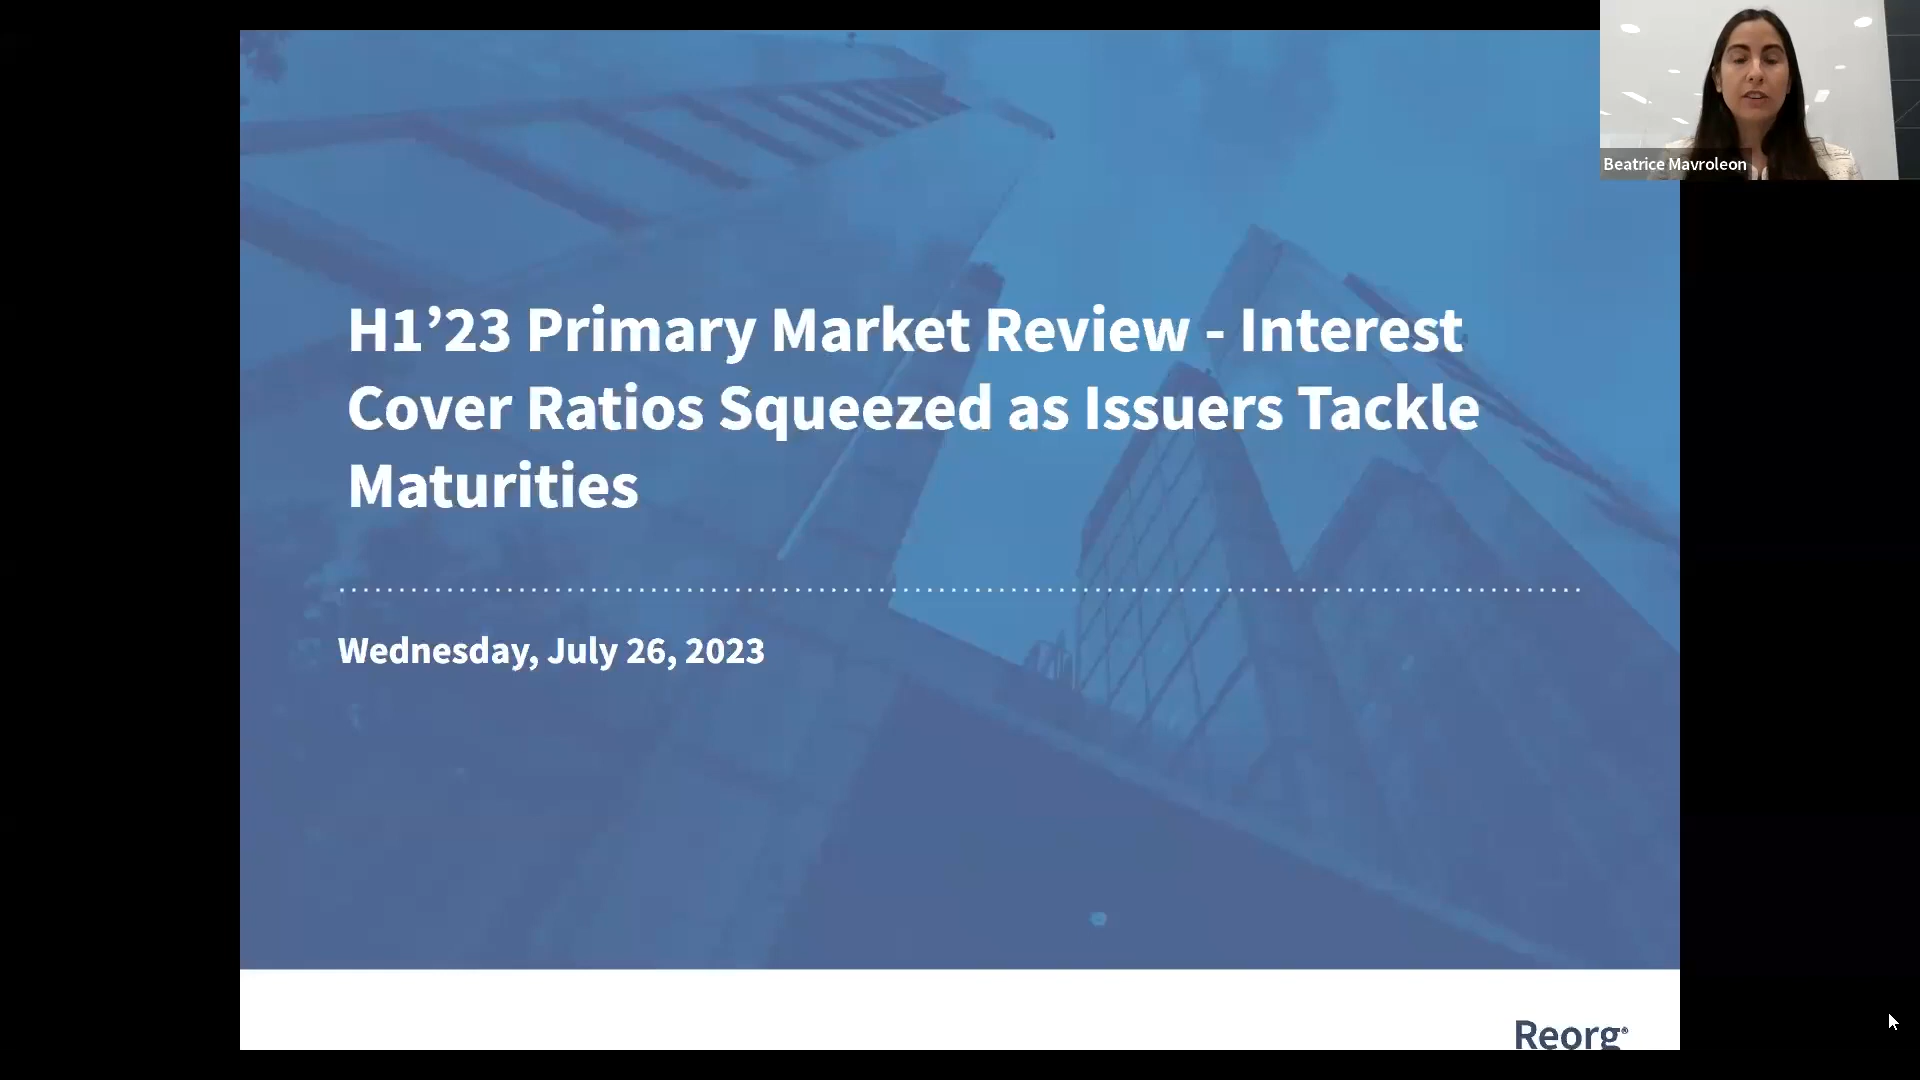 Beatrice Mavroleon
H1’23 Primary Market Review - Interest
Cover Ratios Squeezed as Issuers Tackle
Maturities
Wednesday, July 26, 2023
Reorg®